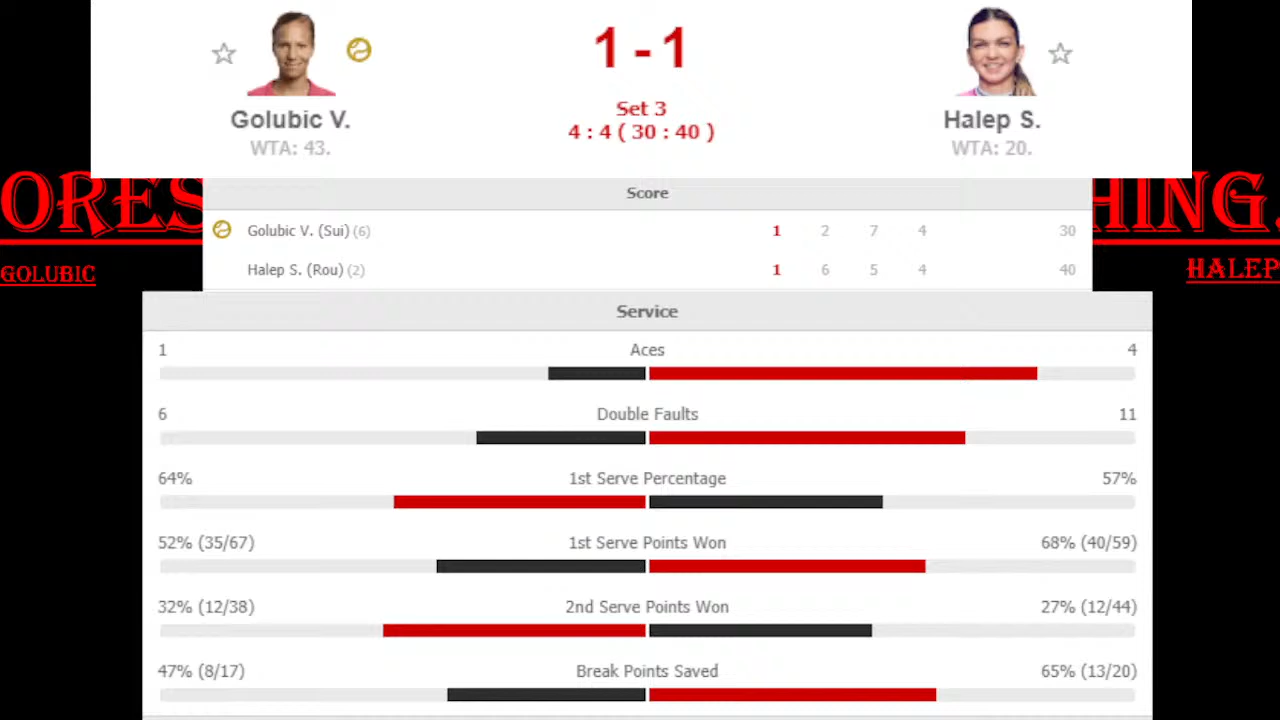 1 - 1
Set 3
4 : 4 ( 30 : 40 )
Golubic V.
WTA: 43.
Halep S.
WTA: 20.
ORES
HING.
GOLUBIC
HALEP
Score
Golubic V. (Sui) (6) 1 2 7 4 30
Halep S. (Rou) (2) 1 6 5 4 40
Service
1 Aces 4
6 Double Faults 11
64% 1st Serve Percentage 57%
52% (35/67) 1st Serve Points Won 68% (40/59)
32% (12/38) 2nd Serve Points Won 27% (12/44)
47% (8/17) Break Points Saved 65% (13/20)